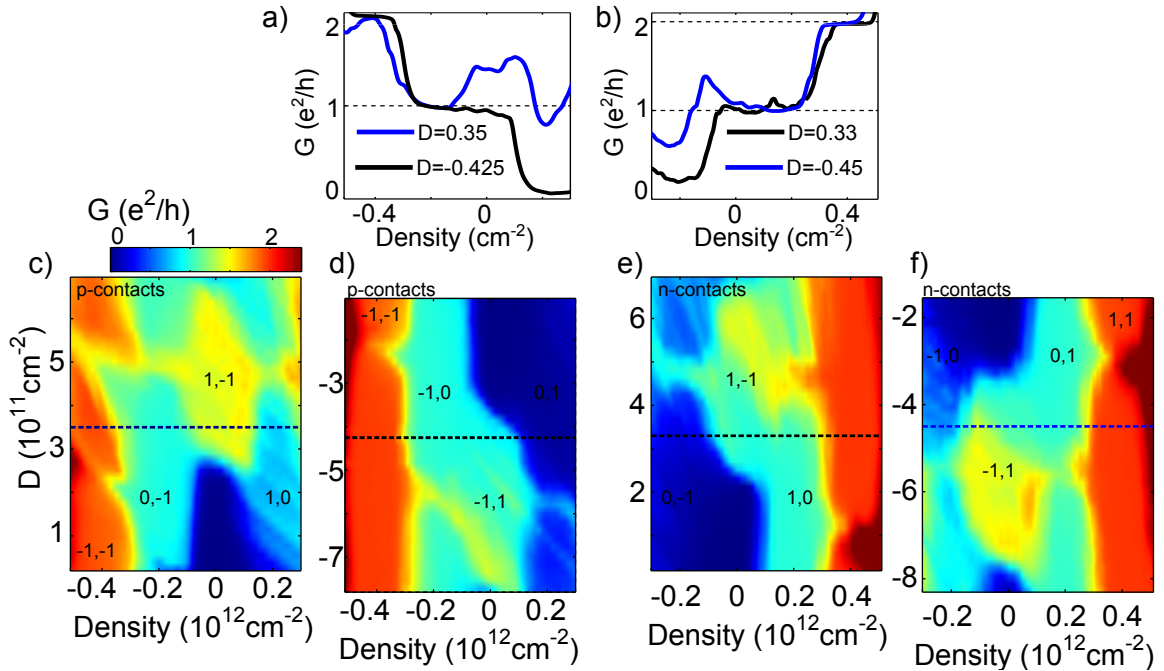 a)
b)
G (e²/h)
2
1
0
D=0.35
D=-0.425
-0.4
0
Density (cm⁻²)
G (e²/h)
2
1
0
D=0.33
D=-0.45
0
0.4
Density (cm⁻²)
G (e²/h)
0 1 2
c)
p-contacts
D (10¹¹cm⁻²)
5
3
1
1,-1
0,-1
1,0
-1,-1
-0.4 -0.2 0 0.2
Density (10¹²cm⁻²)
d)
p-contacts
-1,-1
-3
-5
-7
-1,0
0,1
-1,1
-0.4 -0.2 0 0.2
Density (10¹²cm⁻²)
e)
n-contacts
6
4
2
1,-1
0,-1
1,0
-0.2 0 0.2 0.4
Density (10¹²cm⁻²)
f)
n-contacts
-2
-4
-6
-8
1,1
-1,0
0,1
-1,1
-0.2 0 0.2 0.4
Density (10¹²cm⁻²)